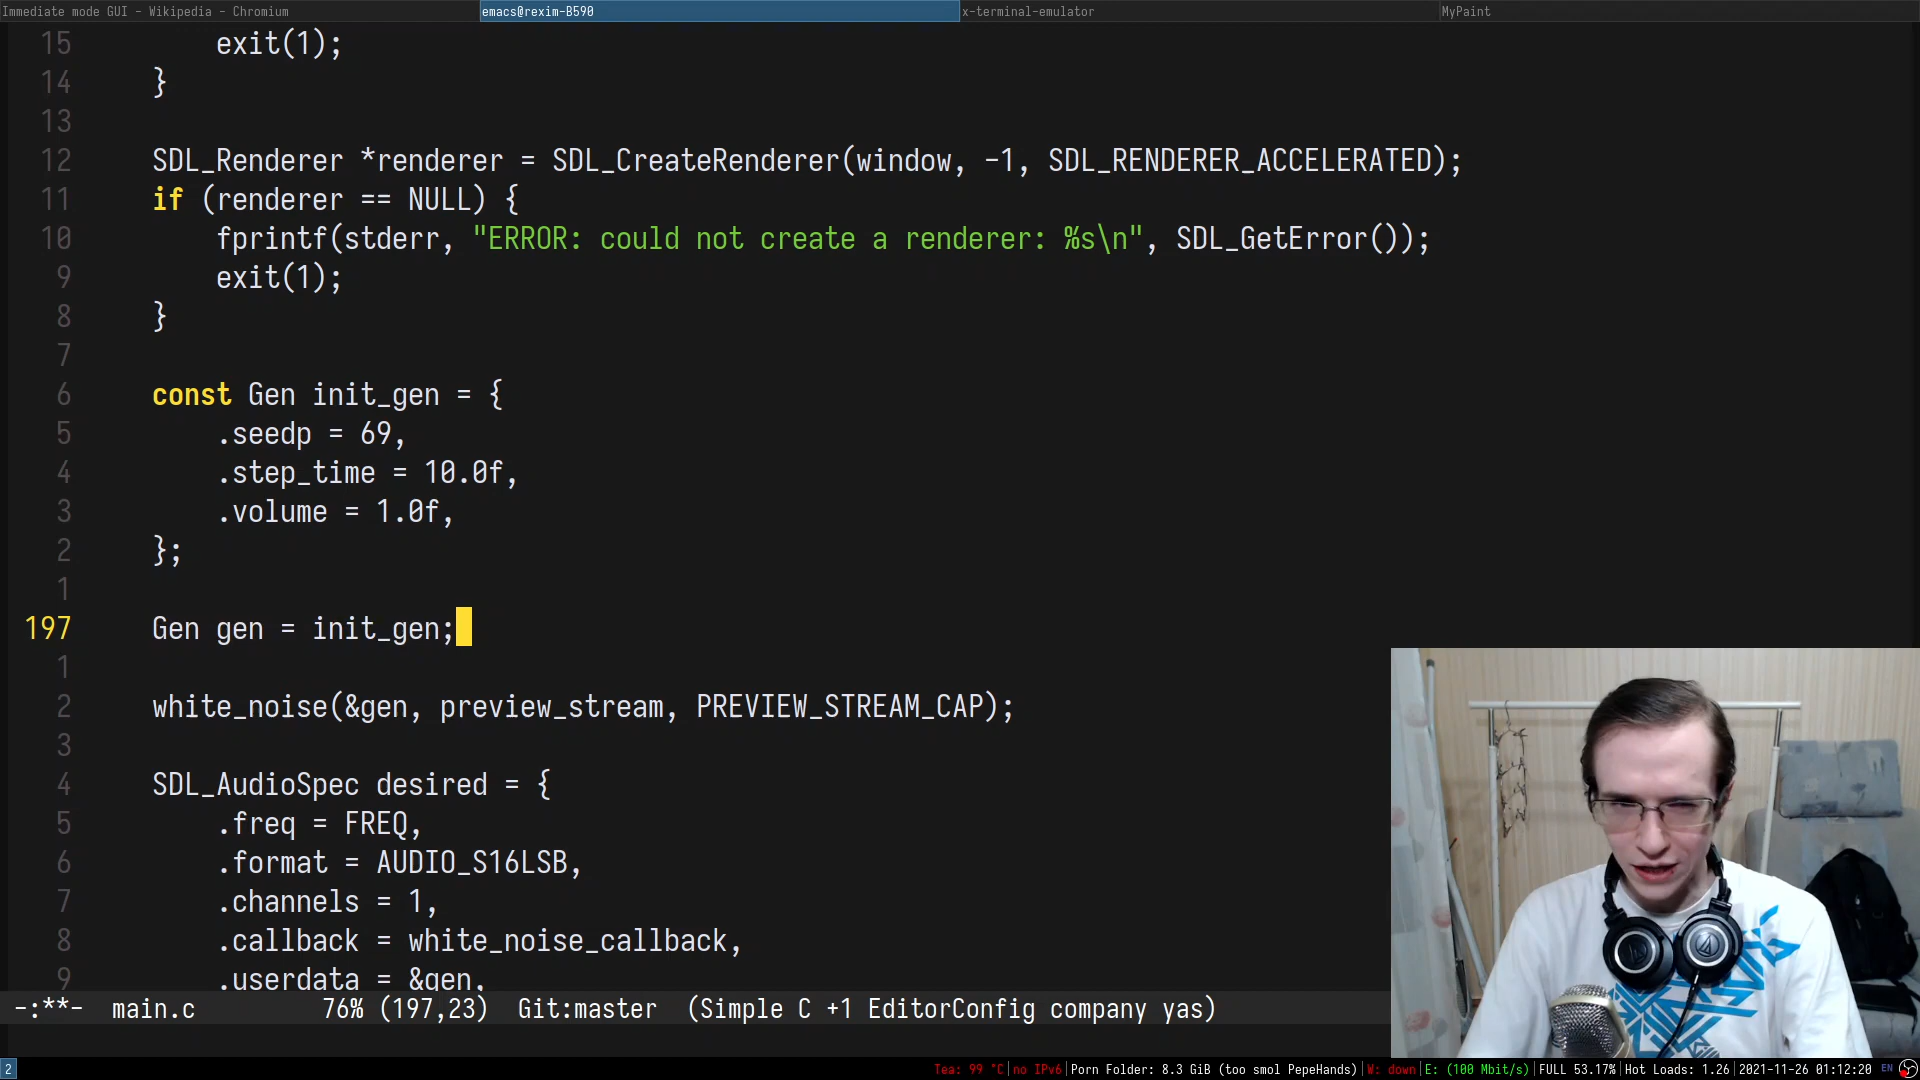 Immediate mode GUI - Wikipedia - Chromium
emacs@rexim-B590
x-terminal-emulator
MyPaint
15 exit(1);
14 }
13
12 SDL_Renderer *renderer = SDL_CreateRenderer(window, -1, SDL_RENDERER_ACCELERATED);
11 if (renderer == NULL) {
10 fprintf(stderr, "ERROR: could not create a renderer: %s\n", SDL_GetError());
9 exit(1);
8 }
7
6 const Gen init_gen = {
5 .seedp = 69,
4 .step_time = 10.0f,
3 .volume = 1.0f,
2 };
1
197 Gen gen = init_gen;
1
2 white_noise(&gen, preview_stream, PREVIEW_STREAM_CAP);
3
4 SDL_AudioSpec desired = {
5 .freq = FREQ,
6 .format = AUDIO_S16LSB,
7 .channels = 1,
8 .callback = white_noise_callback,
9 .userdata = &gen,
-:**- main.c 76% (197,23) Git:master (Simple C +1 EditorConfig company yas)
2 Tea: 99 °C|no IPv6|Porn Folder: 8.3 GiB (too smol PepeHands)|W: down|E: (100 Mbit/s)|FULL 53.17%|Hot Loads: 1.26|2021-11-26 01:12:20 EN